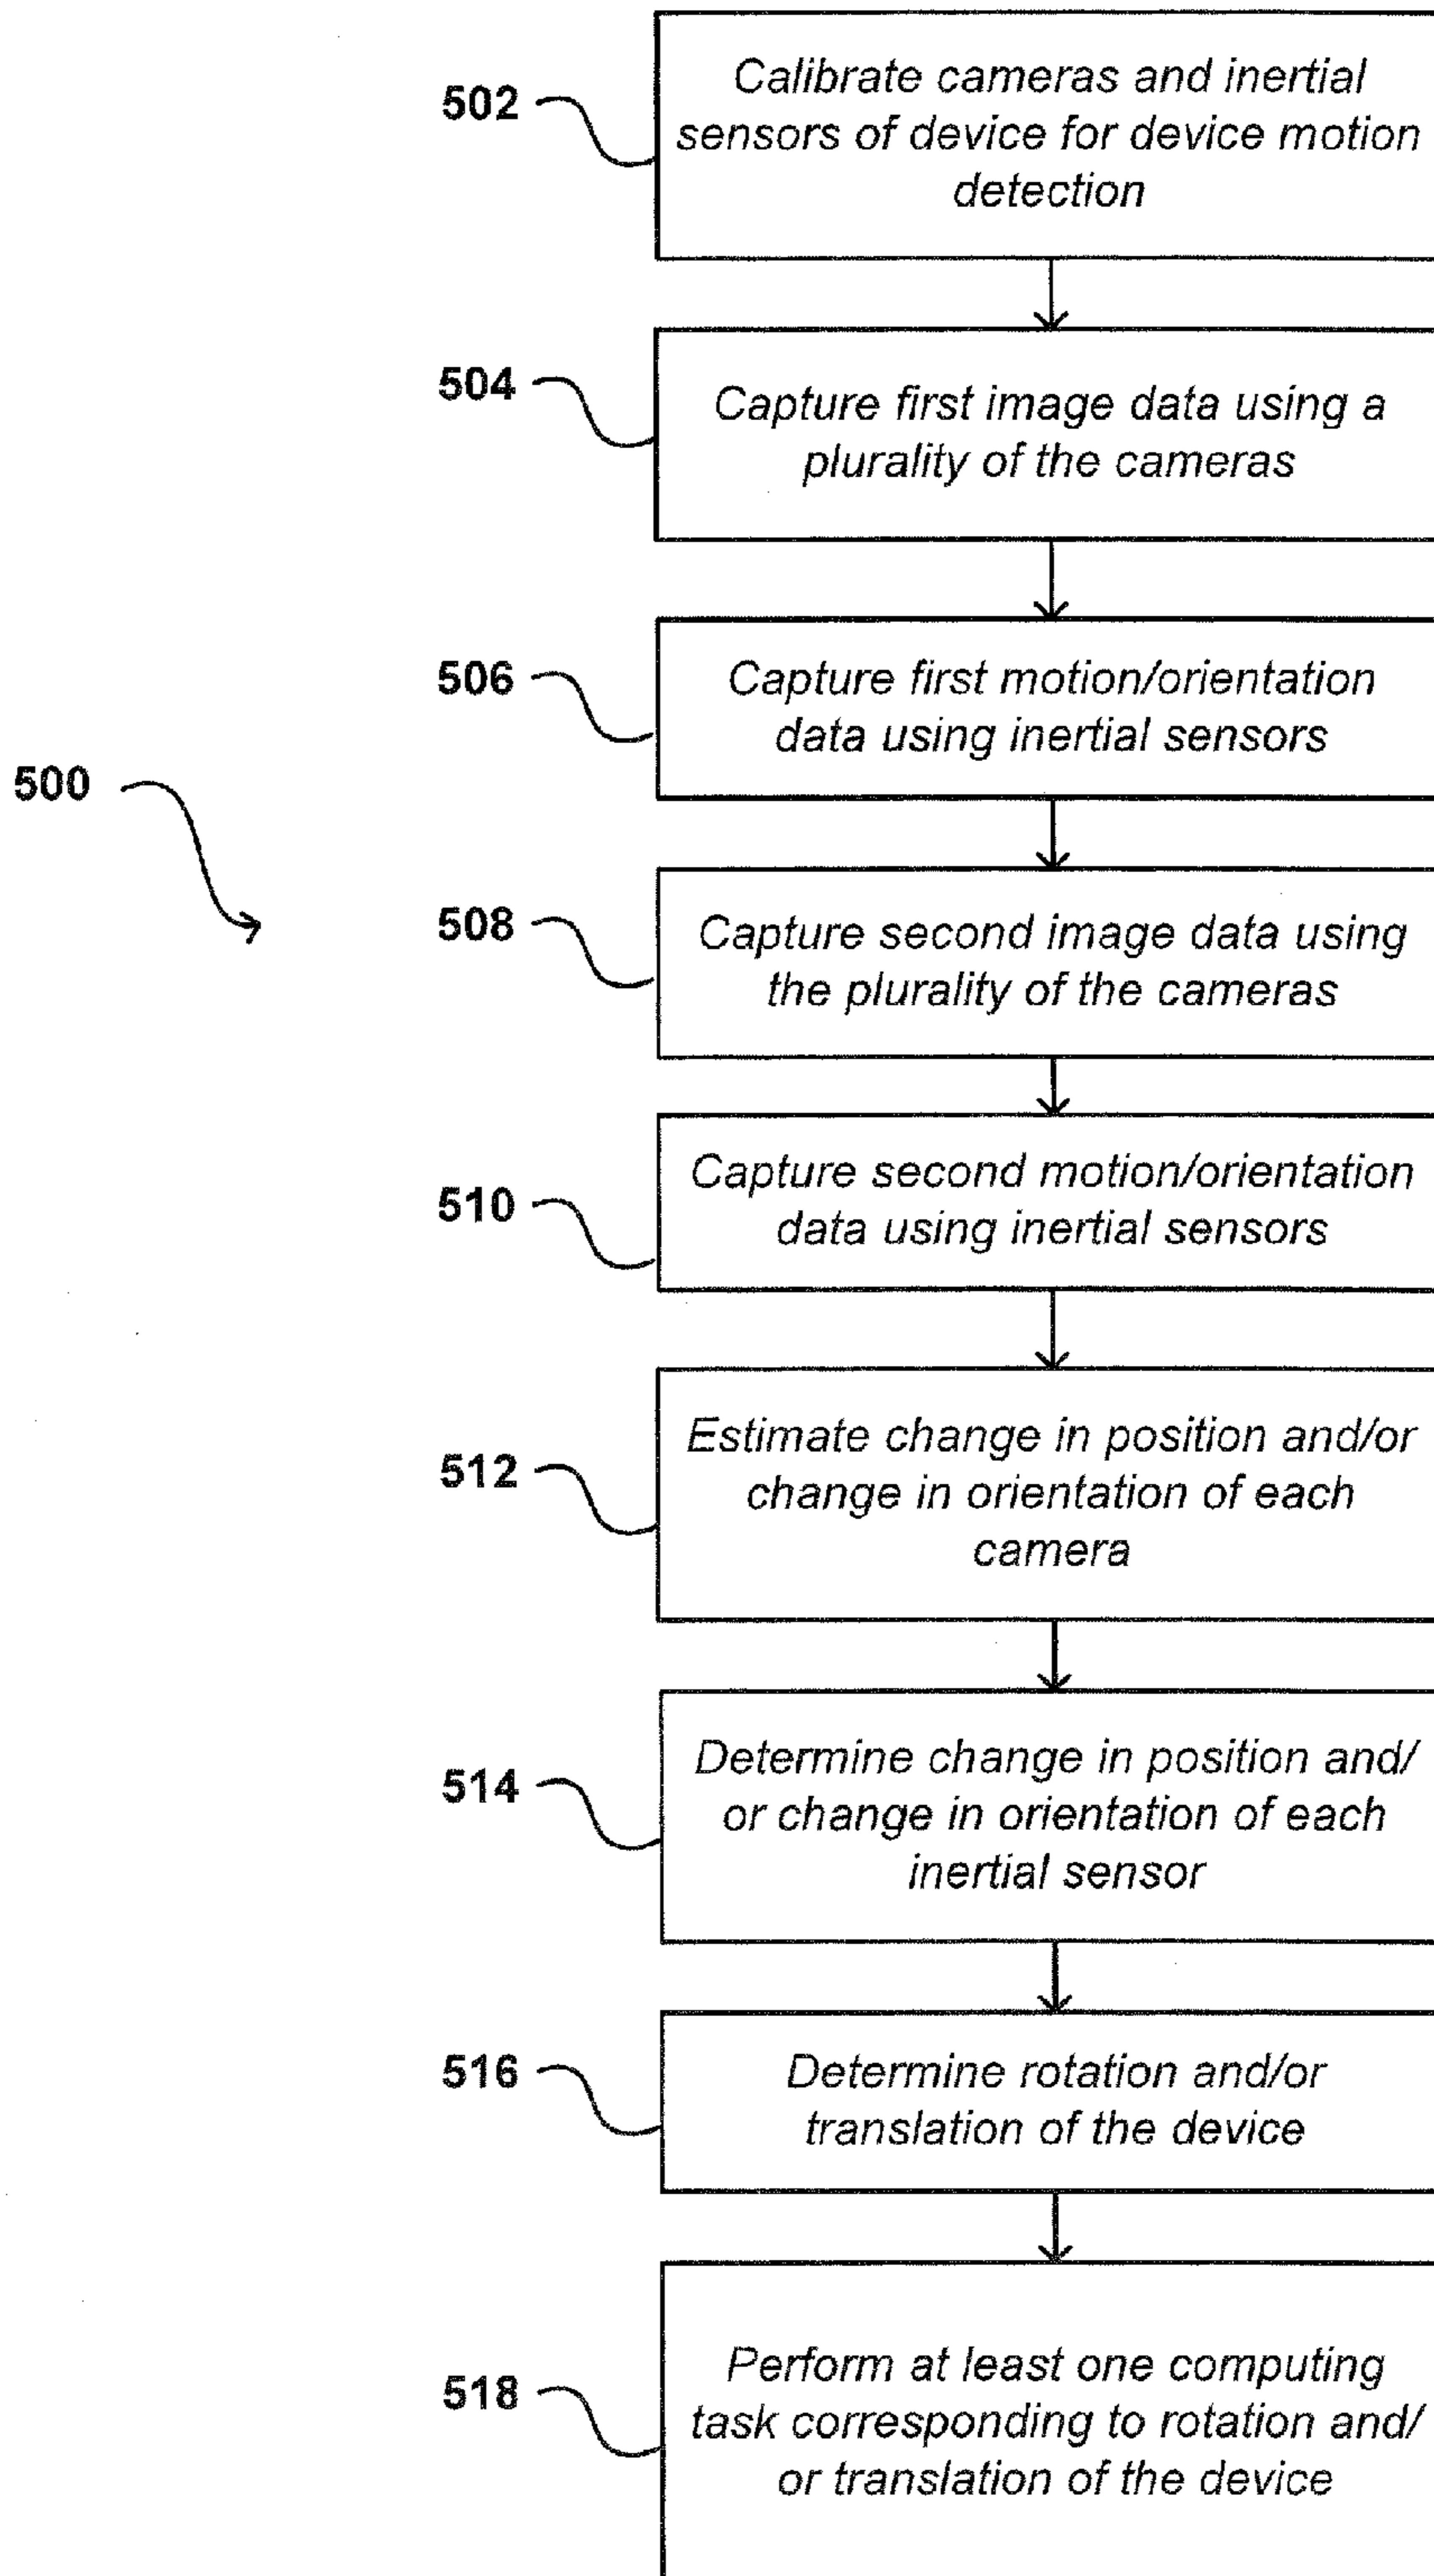 502
Calibrate cameras and inertial
sensors of device for device motion
detection
504
Capture first image data using a
plurality of the cameras
506
Capture first motion/orientation
data using inertial sensors
500
508
Capture second image data using
the plurality of the cameras
510
Capture second motion/orientation
data using inertial sensors
512
Estimate change in position and/or
change in orientation of each
camera
514
Determine change in position and/
or change in orientation of each
inertial sensor
516
Determine rotation and/or
translation of the device
518
Perform at least one computing
task corresponding to rotation and/
or translation of the device